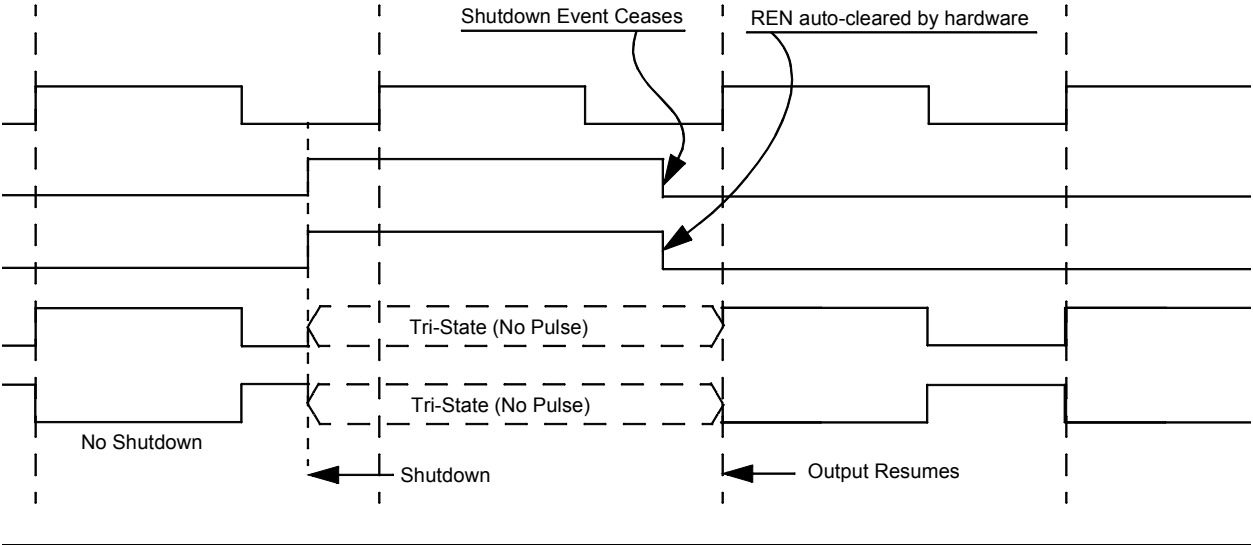 Shutdown Event Ceases
REN auto-cleared by hardware
Tri-State (No Pulse)
Tri-State (No Pulse)
No Shutdown
Shutdown
Output Resumes